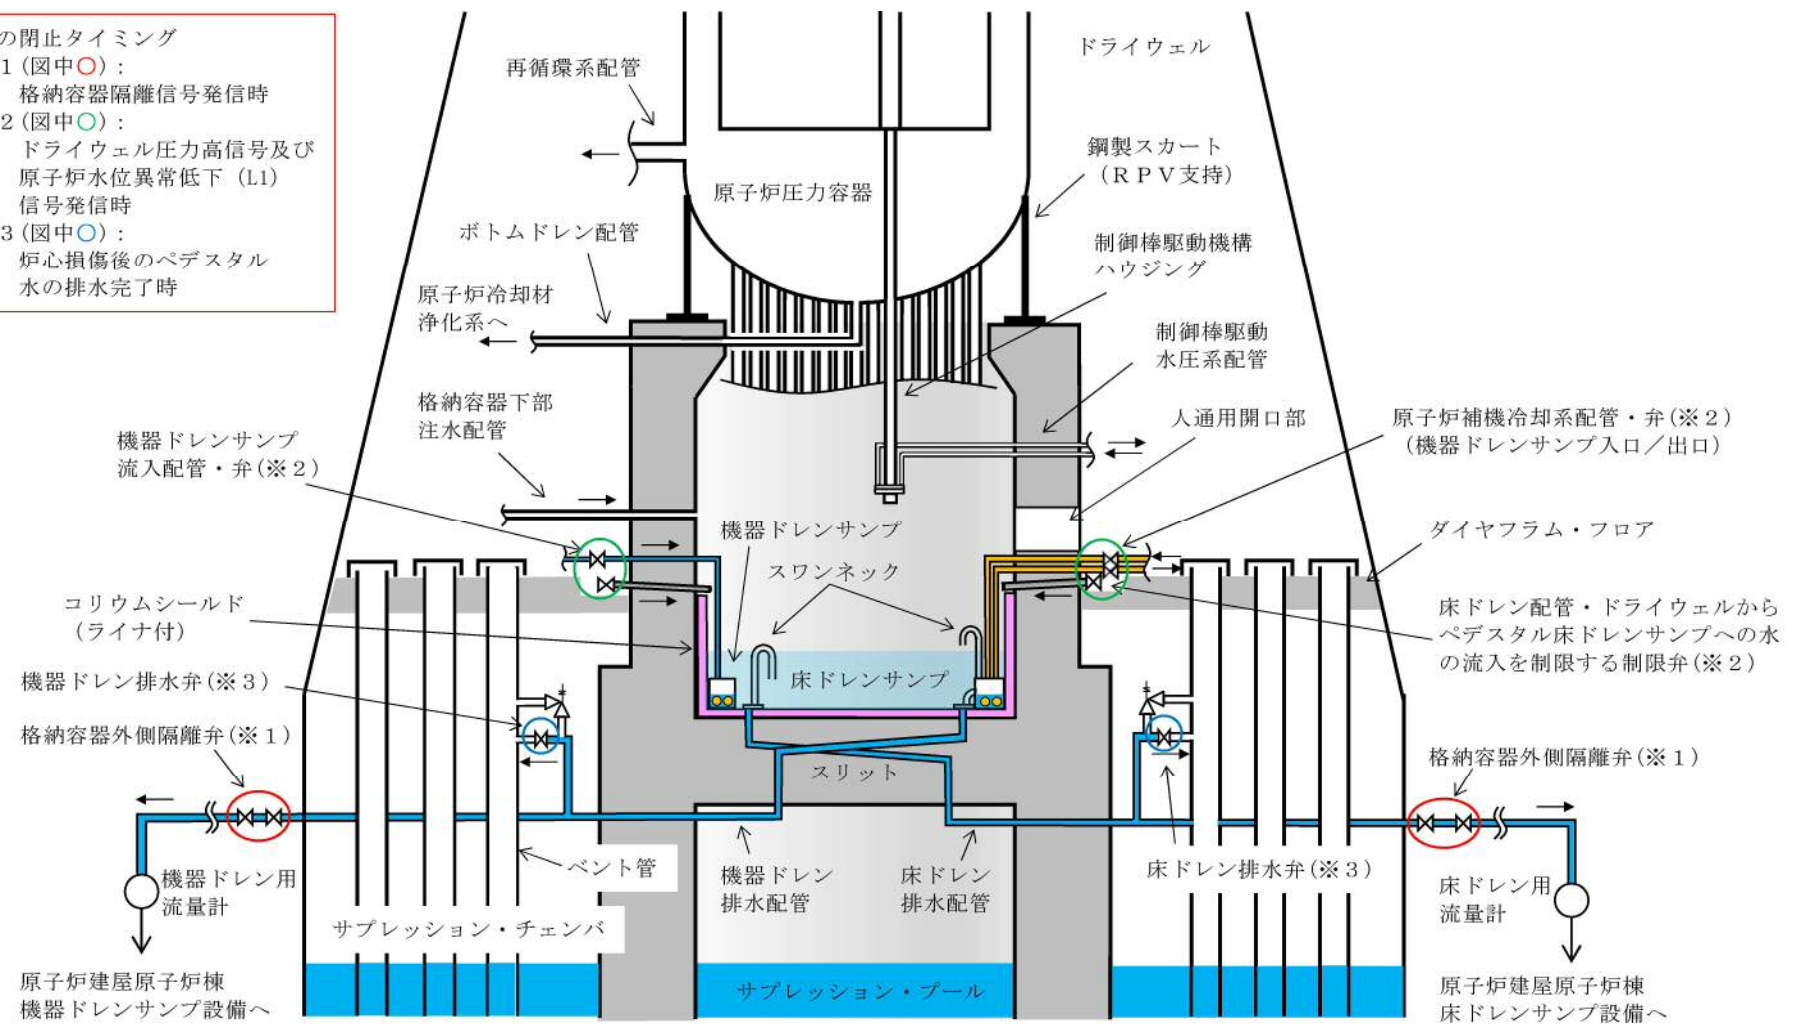 の閉止タイミング
1(図中〇):
格納容器隔離信号発信時
2(図中〇):
ドライウェル圧力高信号及び
原子炉水位異常低下（L1）
信号発信時
3(図中〇):
炉心損傷後のペデスタル
水の排水完了時
再循環系配管
ドライウェル
鋼製スカート
（ＲＰＶ支持）
原子炉圧力容器
ボトムドレン配管
制御棒駆動機構
ハウジング
原子炉冷却材
浄化系へ
制御棒駆動
水圧系配管
格納容器下部
注水配管
人通用開口部
原子炉補機冷却系配管・弁(※２)
（機器ドレンサンプ入口／出口）
機器ドレンサンプ
流入配管・弁(※２)
機器ドレンサンプ
ダイヤフラム・フロア
スワンネック
コリウムシールド
（ライナ付）
床ドレン配管・ドライウェルから
ペデスタル床ドレンサンプへの水
の流入を制限する制限弁(※２)
機器ドレン排水弁(※３)
床ドレンサンプ
格納容器外側隔離弁(※１)
スリット
格納容器外側隔離弁(※１)
ベント管
機器ドレン
排水配管
床ドレン
排水配管
床ドレン排水弁(※３)
機器ドレン用
流量計
床ドレン用
流量計
サプレッション・チェンバ
サプレッション・プール
原子炉建屋原子炉棟
機器ドレンサンプ設備へ
原子炉建屋原子炉棟
床ドレンサンプ設備へ